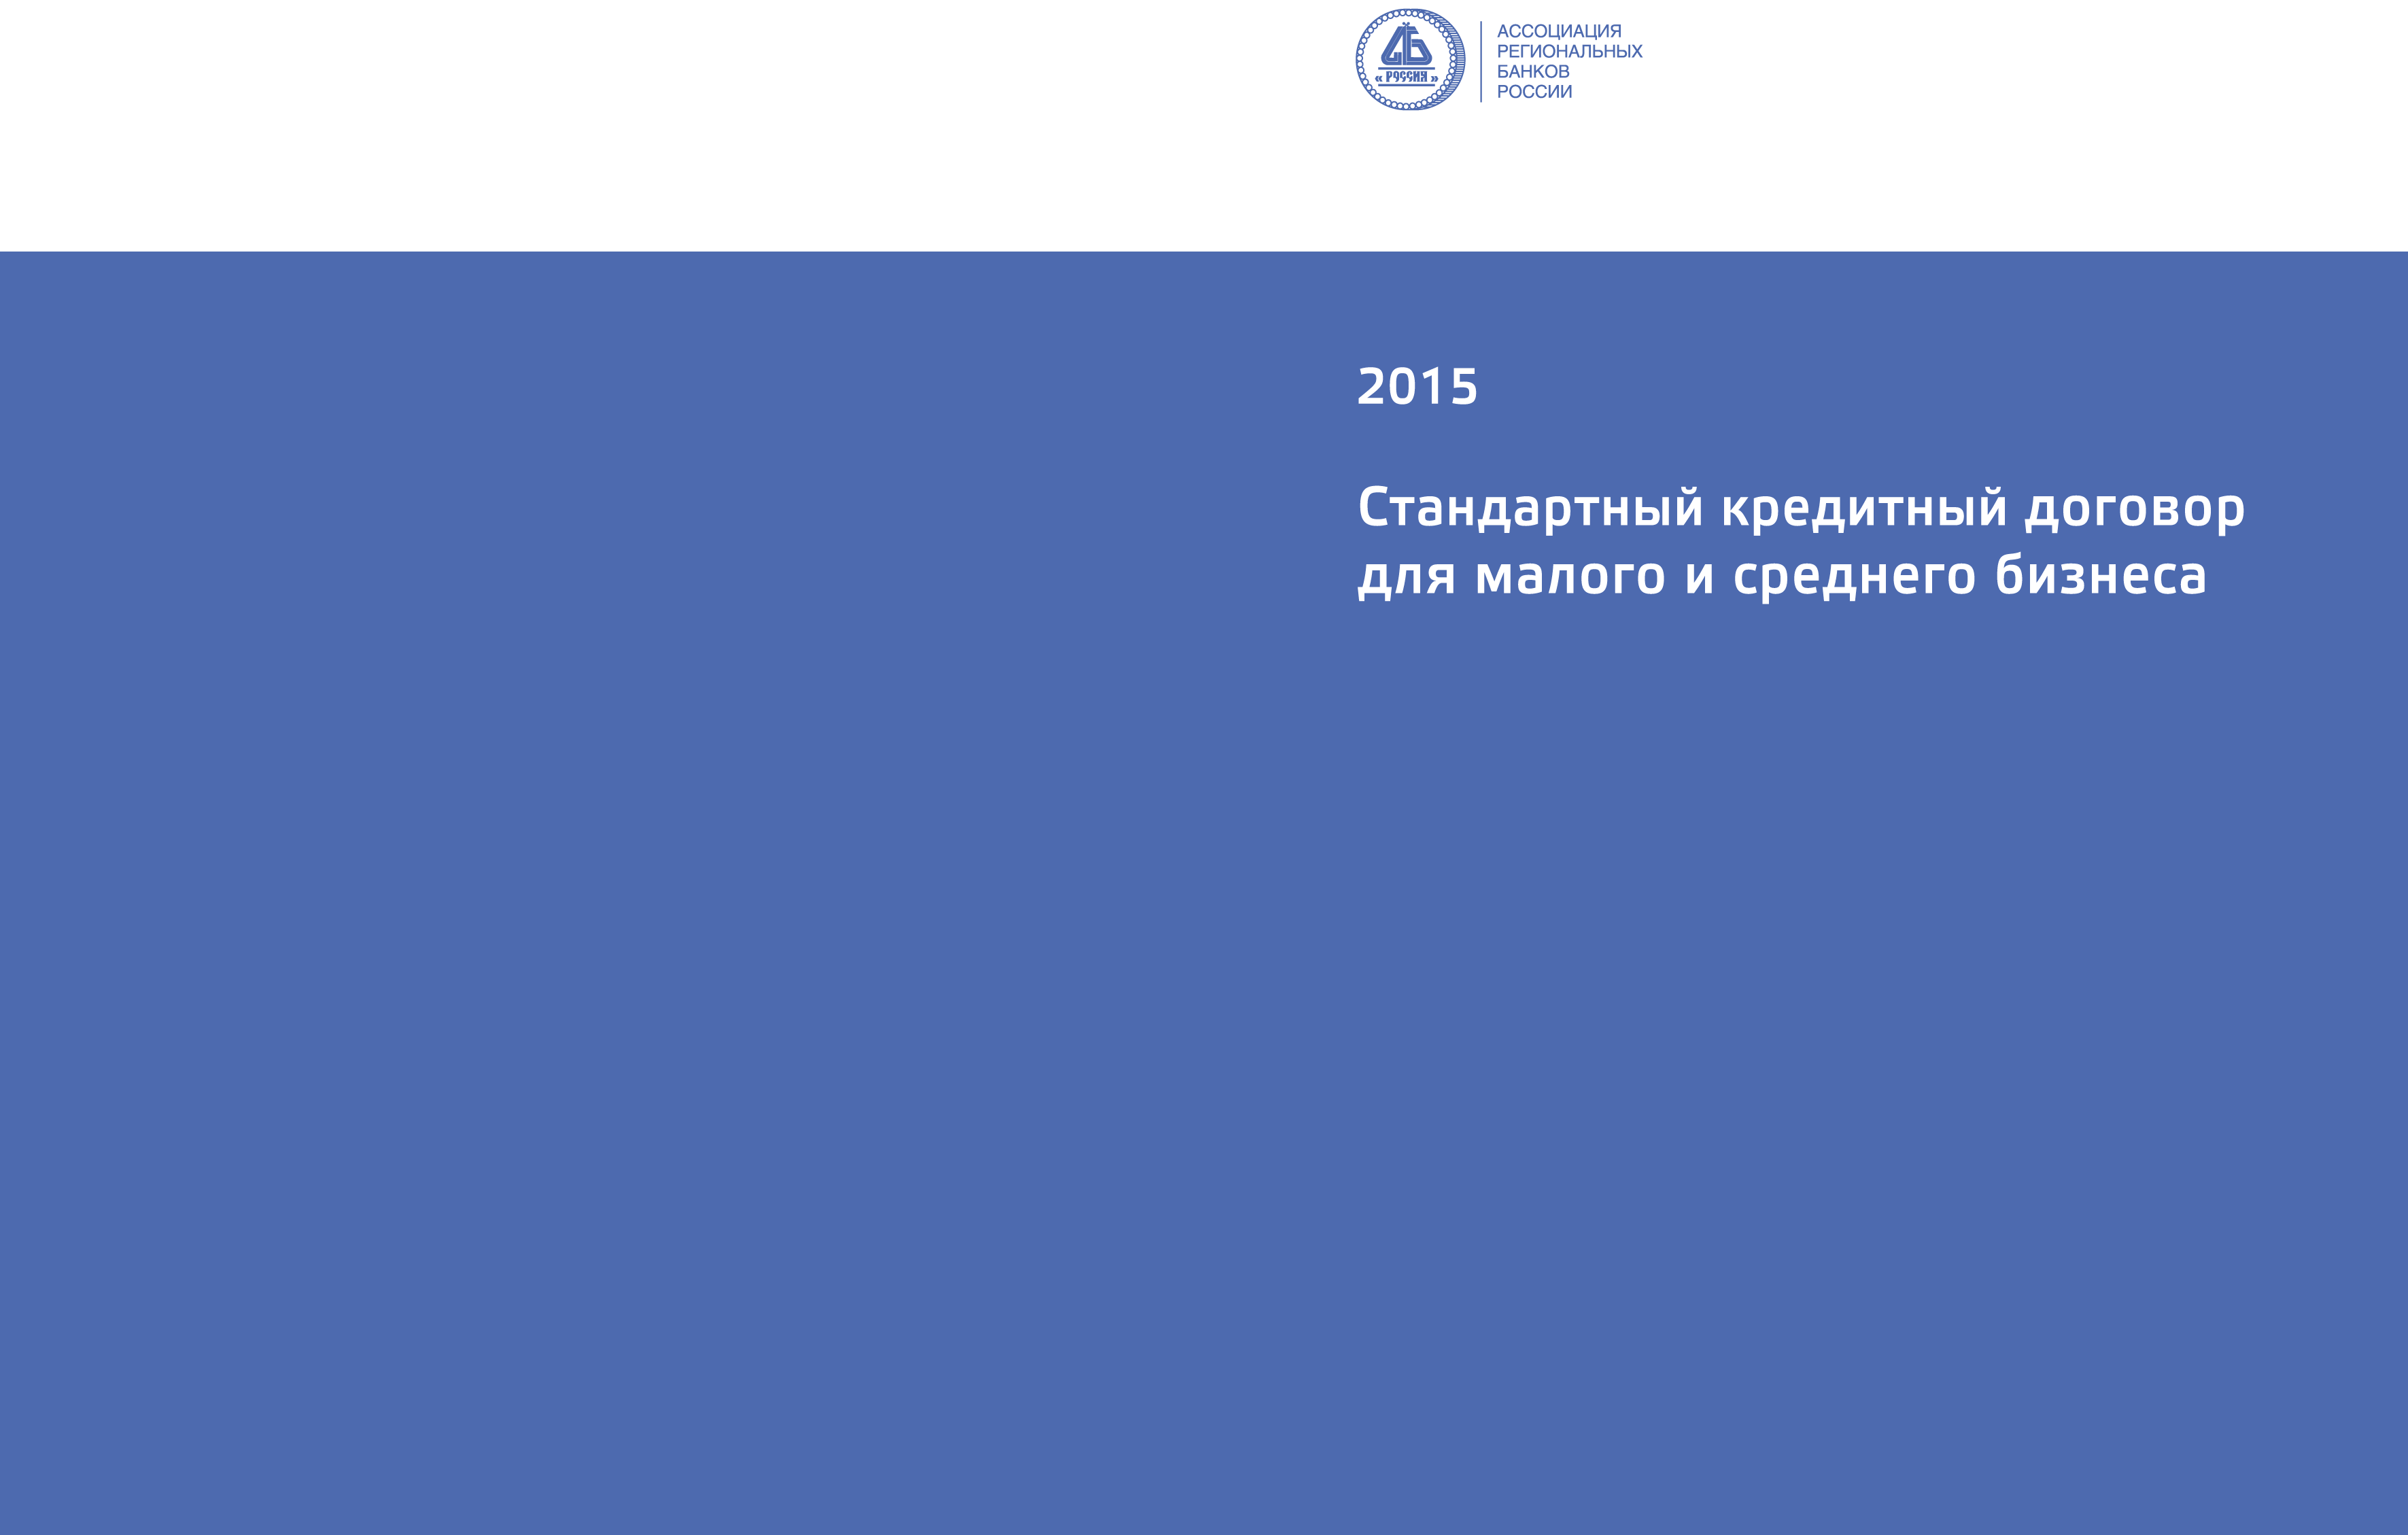 « РОССИЯ »
АССОЦИАЦИЯ
РЕГИОНАЛЬНЫХ
БАНКОВ
РОССИИ
2015
Стандартный кредитный договор
для малого и среднего бизнеса